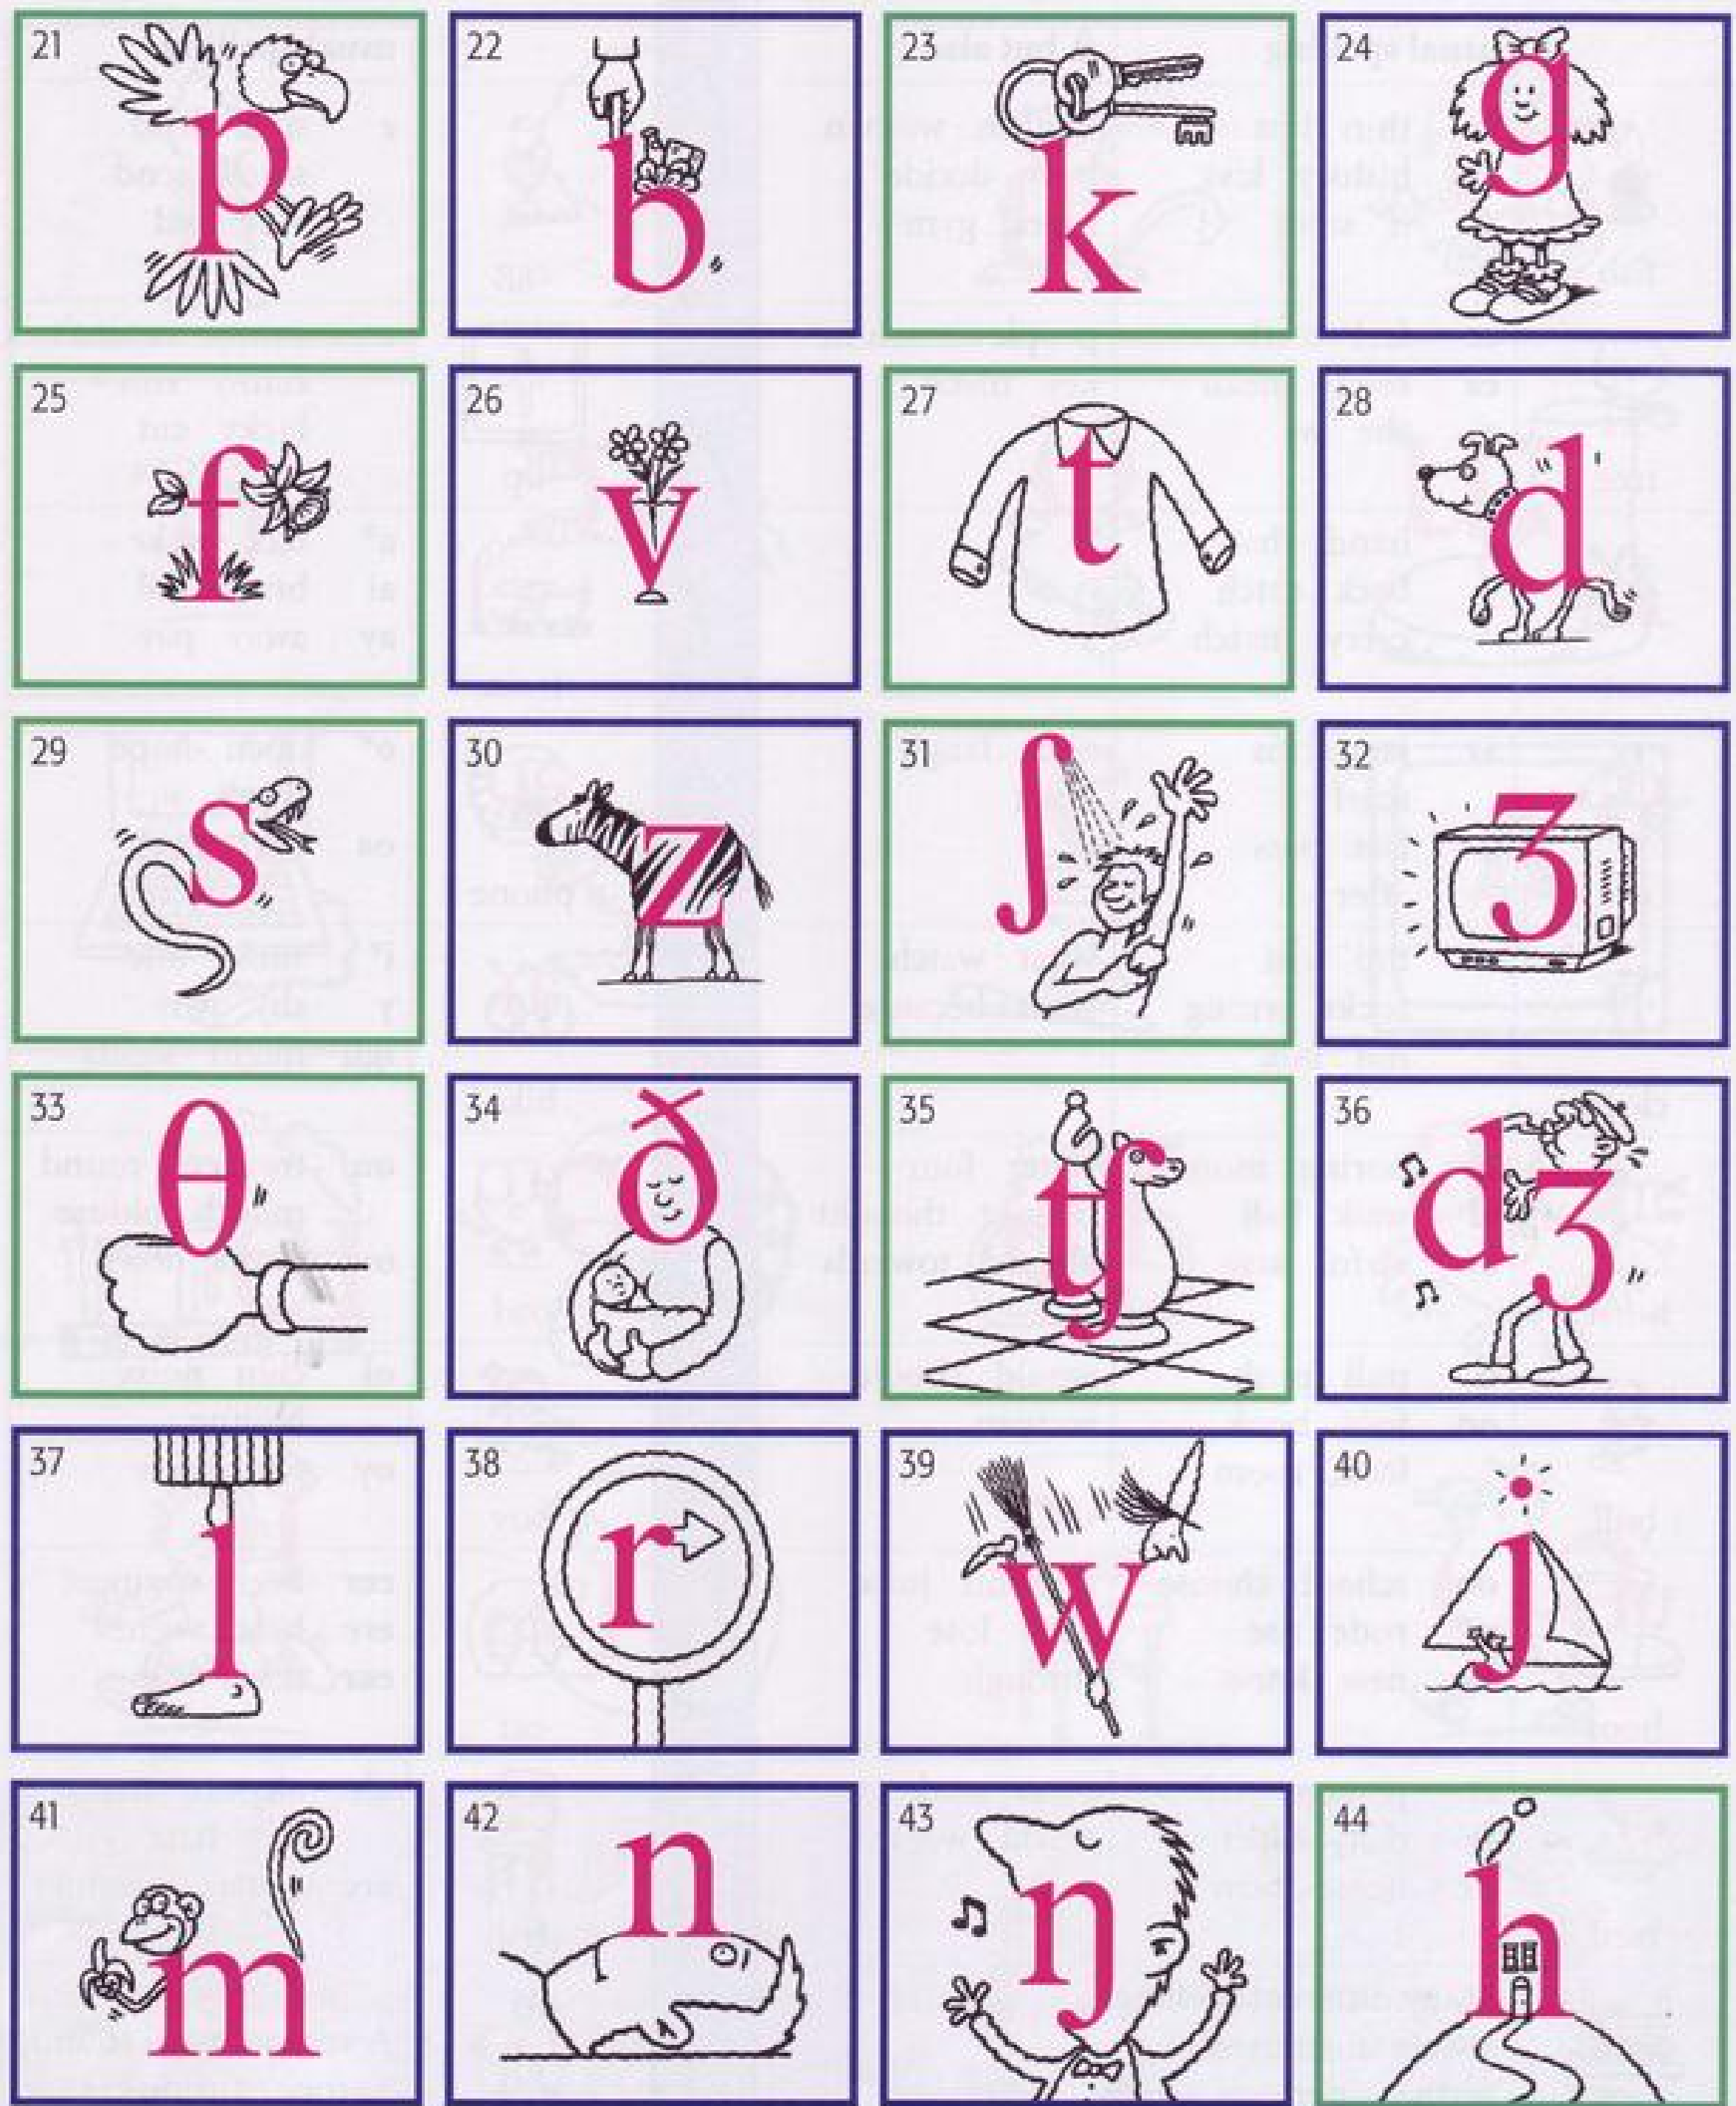 21 22 23 24
p b k g
25 26 27 28
f v t d
29 30 31 32
s z ʃ ʒ
33 34 35 36
θ ð tʃ dʒ
37 38 39 40
l r w j
41 42 43 44
m n ŋ h